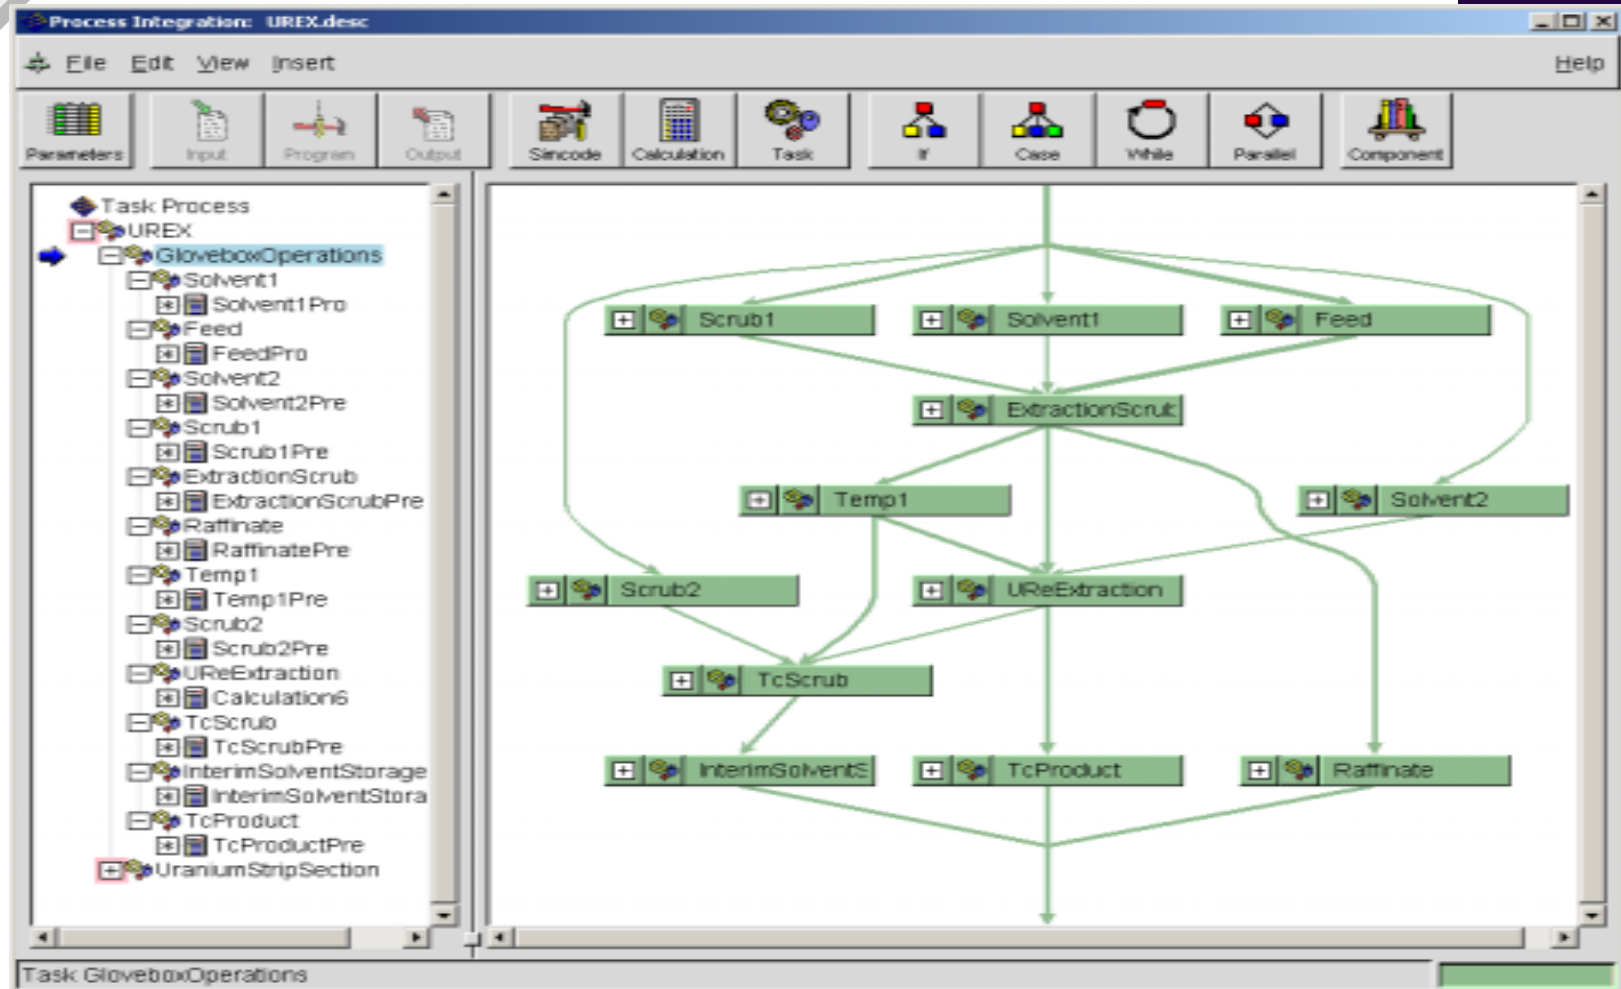 Process Integration: UREX.desc
File Edit View Insert Help
Parameters Input Program Output Simcode Calculation Task If Case While Parallel Component
Task Process
UREX
GloveboxOperations
Solvent1
Solvent1Pro
Feed
FeedPro
Solvent2
Solvent2Pre
Scrub1
Scrub1Pre
ExtractionScrub
ExtractionScrubPre
Raffinate
RaffinatePre
Temp1
Temp1Pre
Scrub2
Scrub2Pre
UReExtraction
Calculation6
TcScrub
TcScrubPre
InterimSolventStorage
InterimSolventStora
TcProduct
TcProductPre
UraniumStripSection
Scrub1 Solvent1 Feed
ExtractionScrub
Temp1 Solvent2
Scrub2 UReExtraction
TcScrub
InterimSolventS TcProduct Raffinate
Task GloveboxOperations